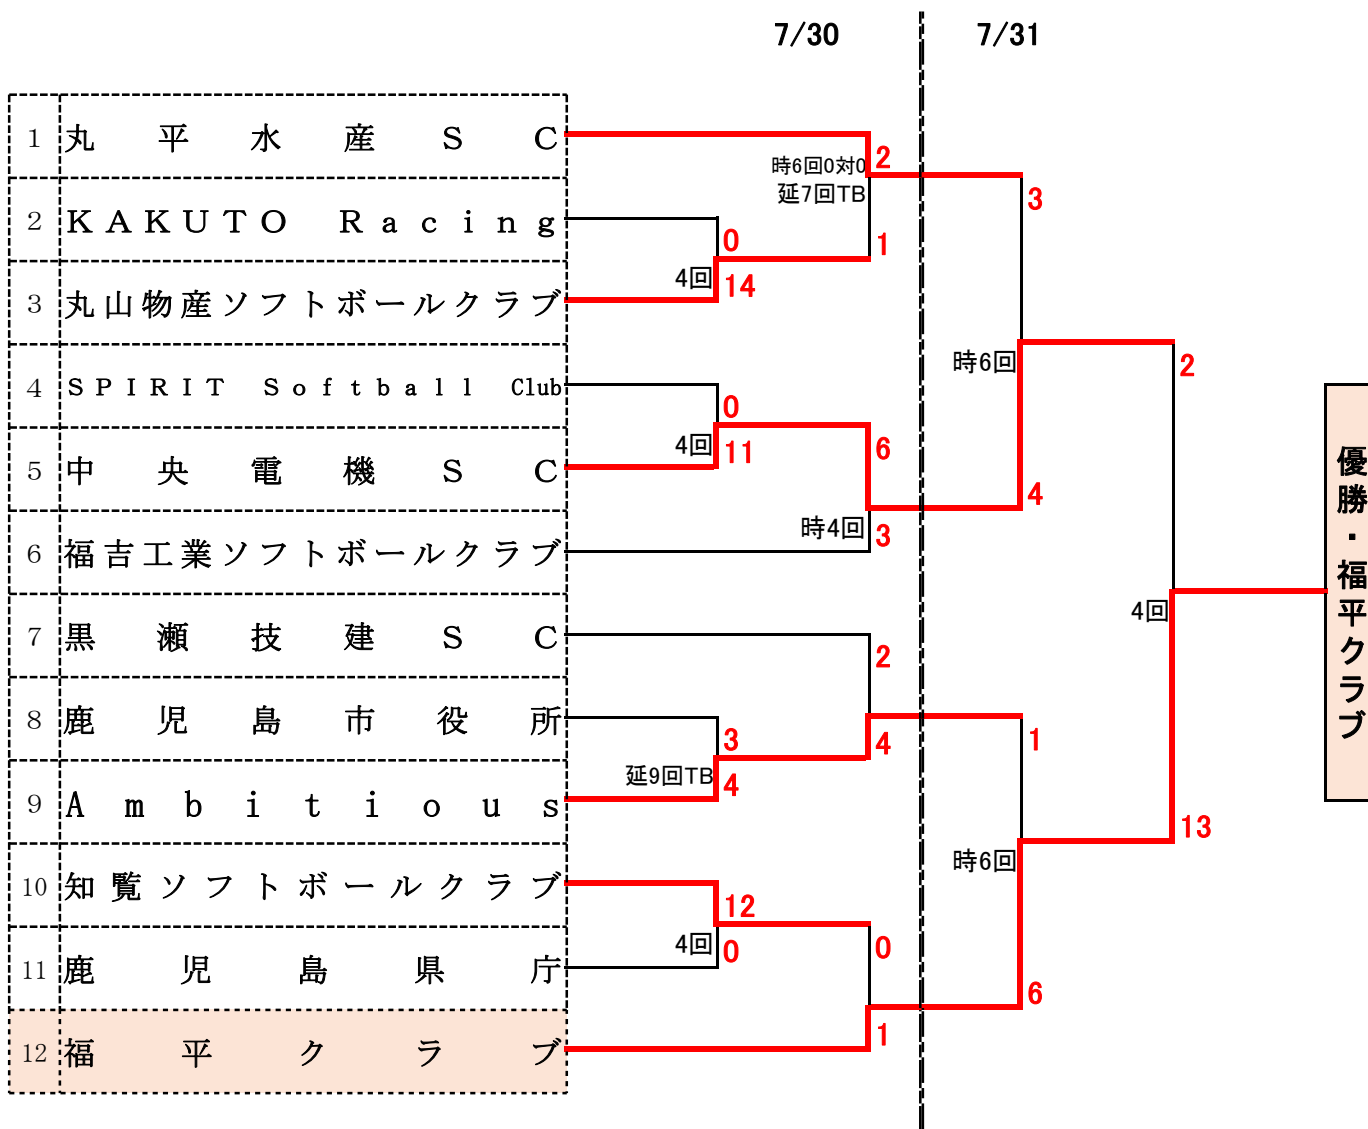 7/30 7/31
1 丸平水産SC
2 KAKUTO Racing
3 丸山物産ソフトボールクラブ
4 SPIRIT Softball Club
5 中央電機SC
6 福吉工業ソフトボールクラブ
7 黒瀬技建SC
8 鹿児島市役所
9 Ambitious
10 知覧ソフトボールクラブ
11 鹿児島県庁
12 福平クラブ
0
4回
14
0
4回
11
3
延9回TB
4
12
4回
0
時6回0対0
延7回TB
2
1
6
時4回
3
2
4
0
1
3
時6回
4
1
時6回
6
2
4回
13
優勝・福平クラブ